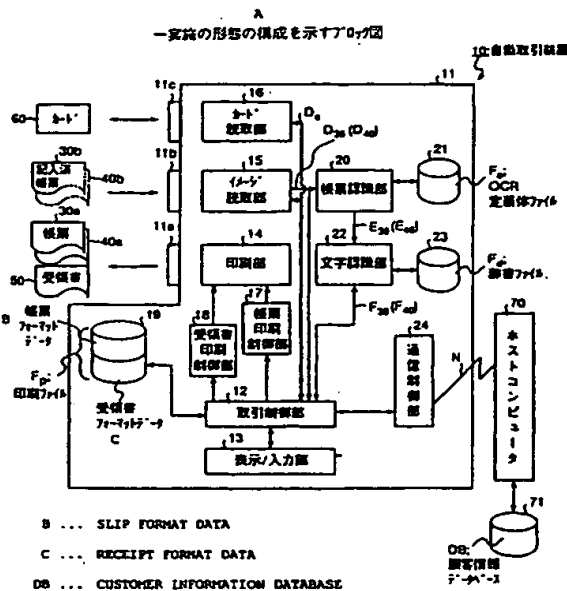 A
一実施の形態の構成を示すブロック図
10:自動取引装置
11
11c
16
カード
読取部
Dc
60
カード
D30(D40)
30b
11b
15
20
21
記入済
帳票
40b
イメージ
読取部
帳票認識部
Fo;
OCR
定義体ファイル
30a
E30(E40)
帳票
40a
11a
14
22
23
50
受領書
印刷部
文字認識部
Fd;
辞書ファイル
17
F30(F40)
70
B
帳票
フォーマット
データ
19
18
受領書
印刷
制御部
帳票
印刷
制御部
24
通信制御部
N
ホストコンピュータ
FP;
印刷ファイル
12
取引制御部
受領書
フォーマットデータ
C
13
表示/入力部
71
B ... SLIP FORMAT DATA
C ... RECEIPT FORMAT DATA
DB;
顧客情報
データベース
DB ... CUSTOMER INFORMATION DATABASE